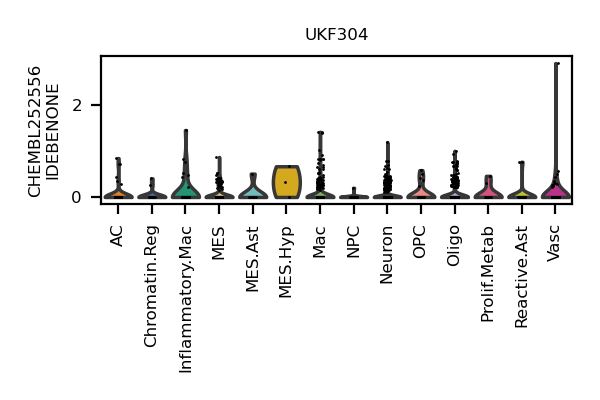 UKF304
CHEMBL252556
IDEBENONE
2
0
AC
Chromatin.Reg
Inflammatory.Mac
MES
MES.Ast
MES.Hyp
Mac
NPC
Neuron
OPC
Oligo
Prolif.Metab
Reactive.Ast
Vasc